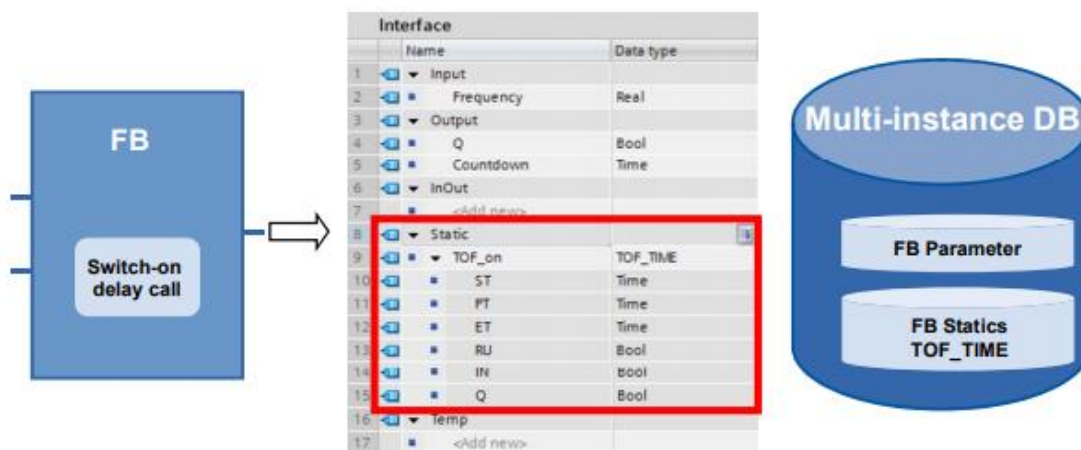 FB
Switch-on
delay call
Interface
Name Data type
1 Input
2 Frequency Real
3 Output
4 Q Bool
5 Countdown Time
6 InOut
7 <Add new>
8 Static
9 TOF_on TOF_TIME
10 ST Time
11 PT Time
12 ET Time
13 RU Bool
14 IN Bool
15 Q Bool
16 Temp
17 <Add new>
Multi-instance DB
FB Parameter
FB Statics
TOF_TIME